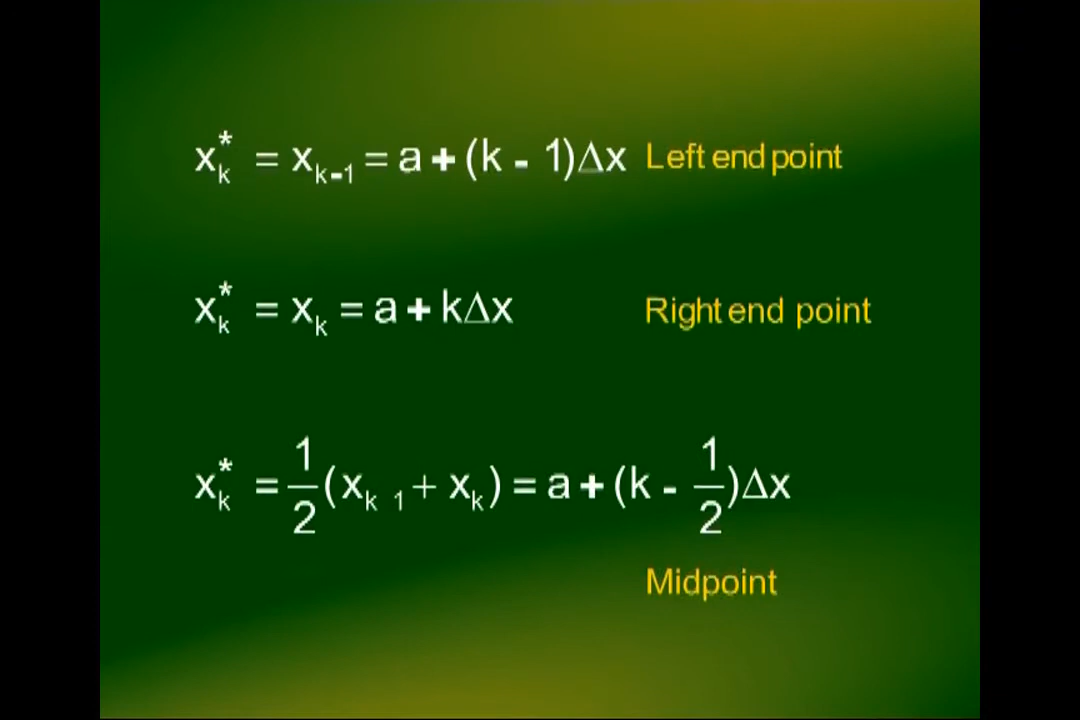 x*ₖ = xₖ₋₁ = a + (k - 1)Δx Left end point
x*ₖ = xₖ = a + kΔx Right end point
x*ₖ = 1/2 (xₖ ₁ + xₖ) = a + (k - 1/2)Δx
Midpoint